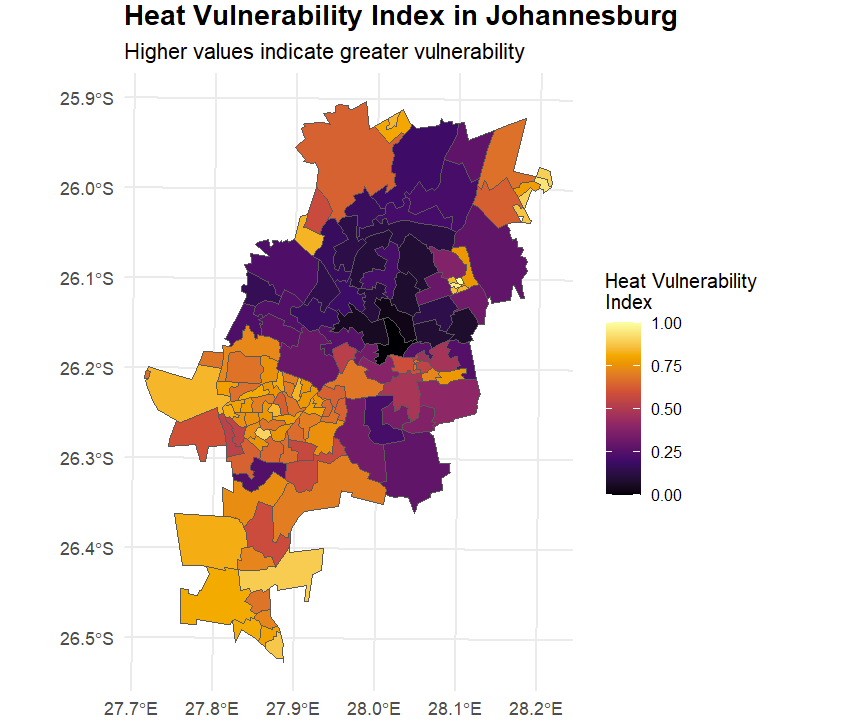 Heat Vulnerability Index in Johannesburg
Higher values indicate greater vulnerability
25.9°S
26.0°S
26.1°S
26.2°S
26.3°S
26.4°S
26.5°S
27.7°E 27.8°E 27.9°E 28.0°E 28.1°E 28.2°E
Heat Vulnerability
Index
1.00
0.75
0.50
0.25
0.00